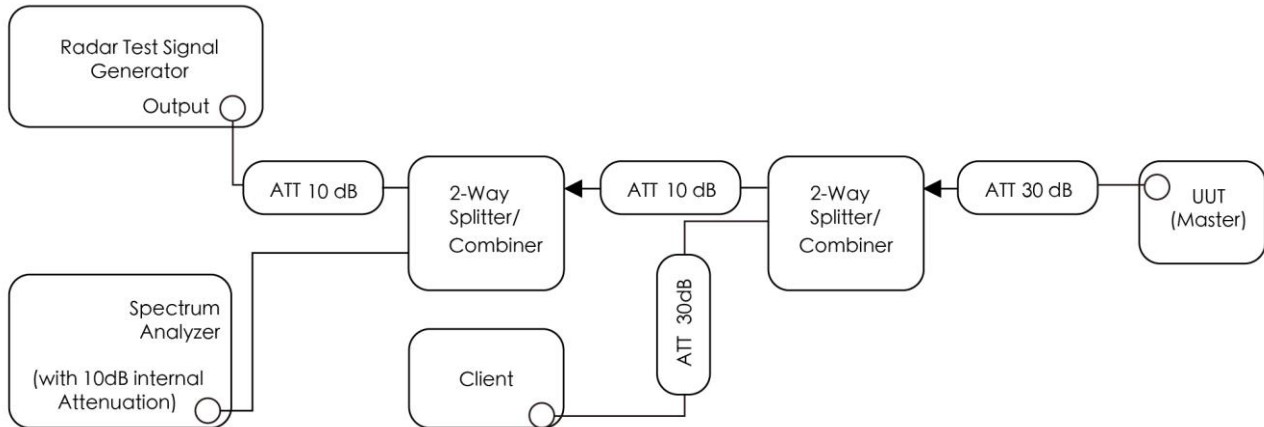 Radar Test Signal
Generator
Output
ATT 10 dB
2-Way
Splitter/
Combiner
ATT 10 dB
2-Way
Splitter/
Combiner
ATT 30 dB
UUT
(Master)
Spectrum
Analyzer
(with 10dB internal
Attenuation)
Client
ATT 30dB